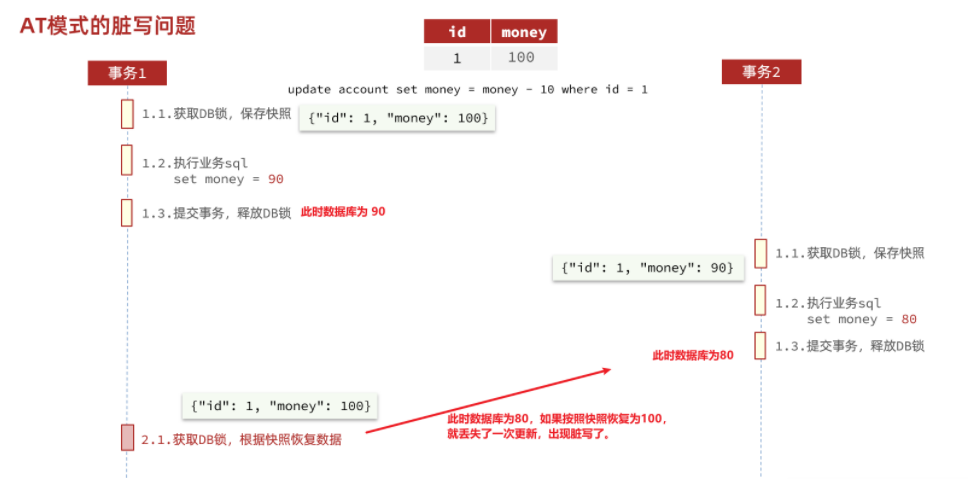 AT模式的脏写问题
id money
1 100
事务1
事务2
update account set money = money - 10 where id = 1
1.1.获取DB锁，保存快照
{"id": 1, "money": 100}
1.2.执行业务sql
set money = 90
1.3.提交事务，释放DB锁
此时数据库为 90
1.1.获取DB锁，保存快照
{"id": 1, "money": 90}
1.2.执行业务sql
set money = 80
1.3.提交事务，释放DB锁
此时数据库为80
{"id": 1, "money": 100}
2.1.获取DB锁，根据快照恢复数据
此时数据库为80，如果按照快照恢复为100，
就丢失了一次更新，出现脏写了。